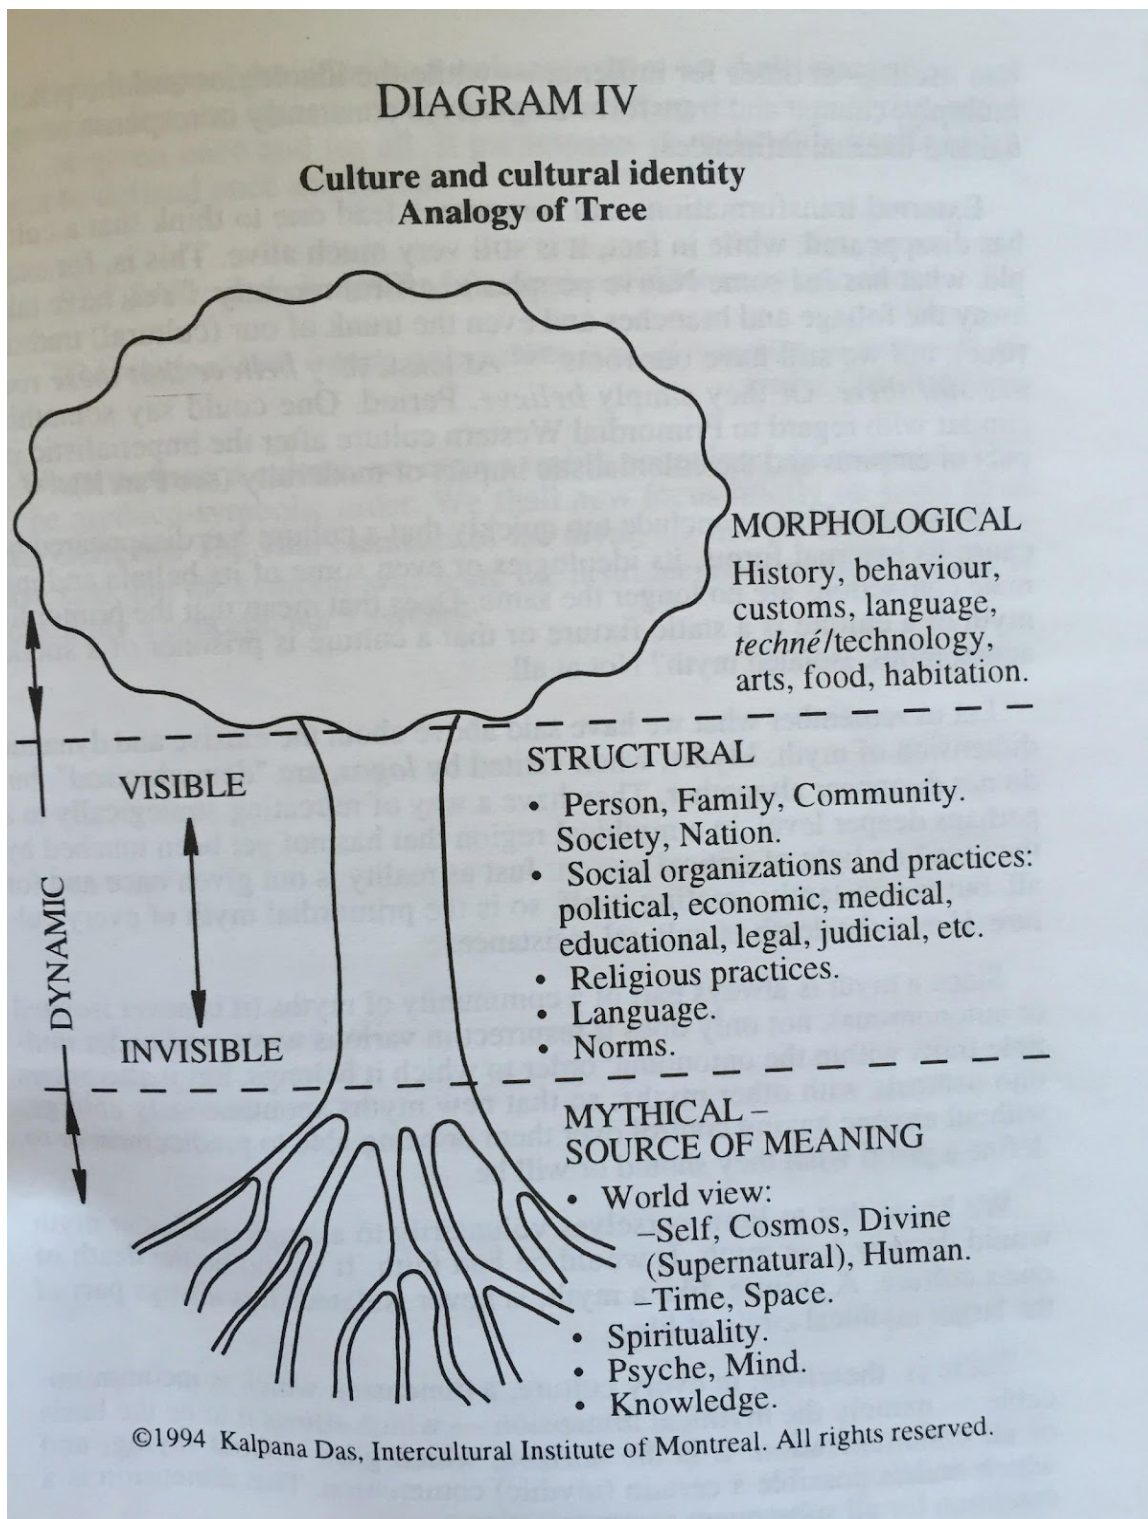 DIAGRAM IV
Culture and cultural identity
Analogy of Tree
MORPHOLOGICAL
History, behaviour,
customs, language,
techné/technology,
arts, food, habitation.
VISIBLE
INVISIBLE
DYNAMIC
STRUCTURAL
• Person, Family, Community.
Society, Nation.
• Social organizations and practices:
political, economic, medical,
educational, legal, judicial, etc.
• Religious practices.
• Language.
• Norms.
MYTHICAL –
SOURCE OF MEANING
• World view:
–Self, Cosmos, Divine
(Supernatural), Human.
–Time, Space.
• Spirituality.
• Psyche, Mind.
• Knowledge.
©1994 Kalpana Das, Intercultural Institute of Montreal. All rights reserved.